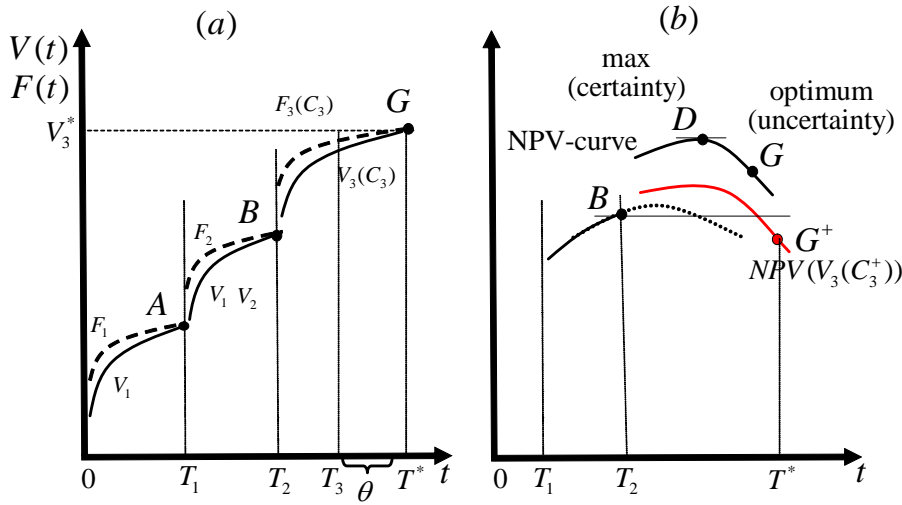 (a)
V(t)
F(t)
V₃*
F₃(C₃)
G
V₃(C₃)
B
F₂
V₁ V₂
A
F₁
V₁
0
T₁
T₂
T₃
θ
T*
t
(b)
max
(certainty)
optimum
(uncertainty)
D
NPV-curve
G
B
G⁺
NPV(V₃(C₃⁺))
0
T₁
T₂
T*
t